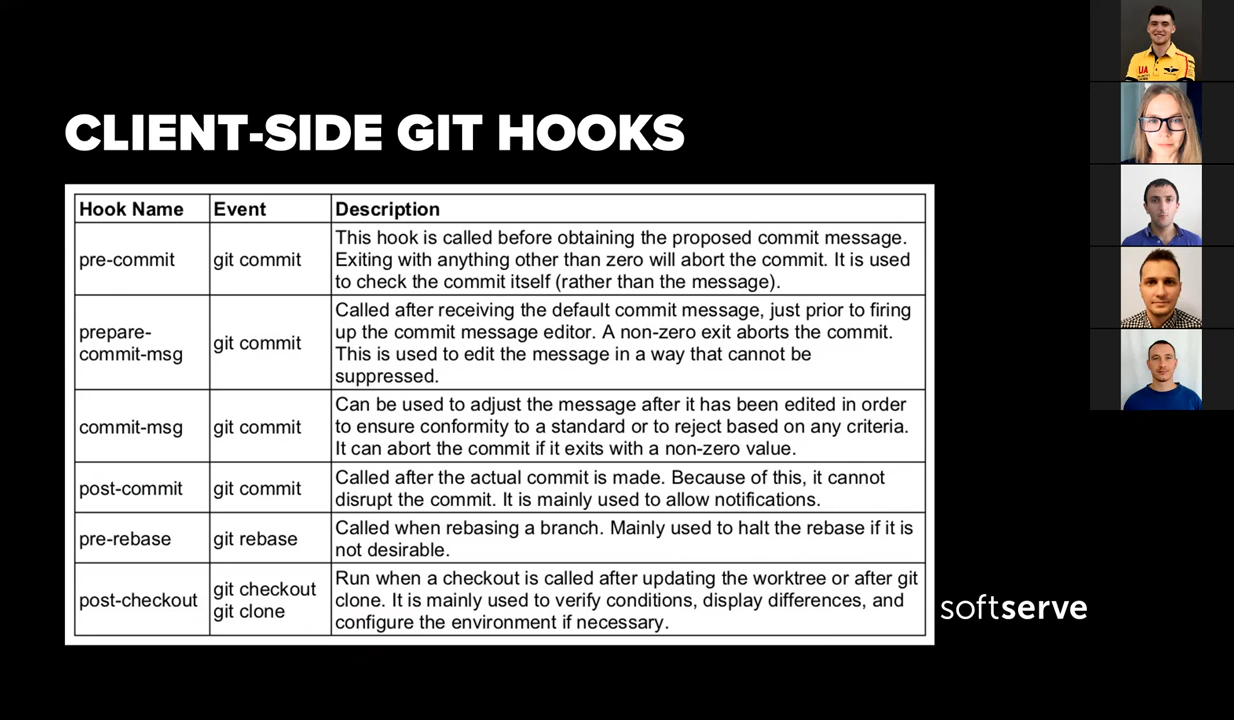 CLIENT-SIDE GIT HOOKS
Hook Name Event Description
pre-commit git commit This hook is called before obtaining the proposed commit message.
Exiting with anything other than zero will abort the commit. It is used
to check the commit itself (rather than the message).
prepare-
commit-msg git commit Called after receiving the default commit message, just prior to firing
up the commit message editor. A non-zero exit aborts the commit.
This is used to edit the message in a way that cannot be
suppressed.
commit-msg git commit Can be used to adjust the message after it has been edited in order
to ensure conformity to a standard or to reject based on any criteria.
It can abort the commit if it exits with a non-zero value.
post-commit git commit Called after the actual commit is made. Because of this, it cannot
disrupt the commit. It is mainly used to allow notifications.
pre-rebase git rebase Called when rebasing a branch. Mainly used to halt the rebase if it is
not desirable.
post-checkout git checkout
git clone Run when a checkout is called after updating the worktree or after git
clone. It is mainly used to verify conditions, display differences, and
configure the environment if necessary.
softserve
UA